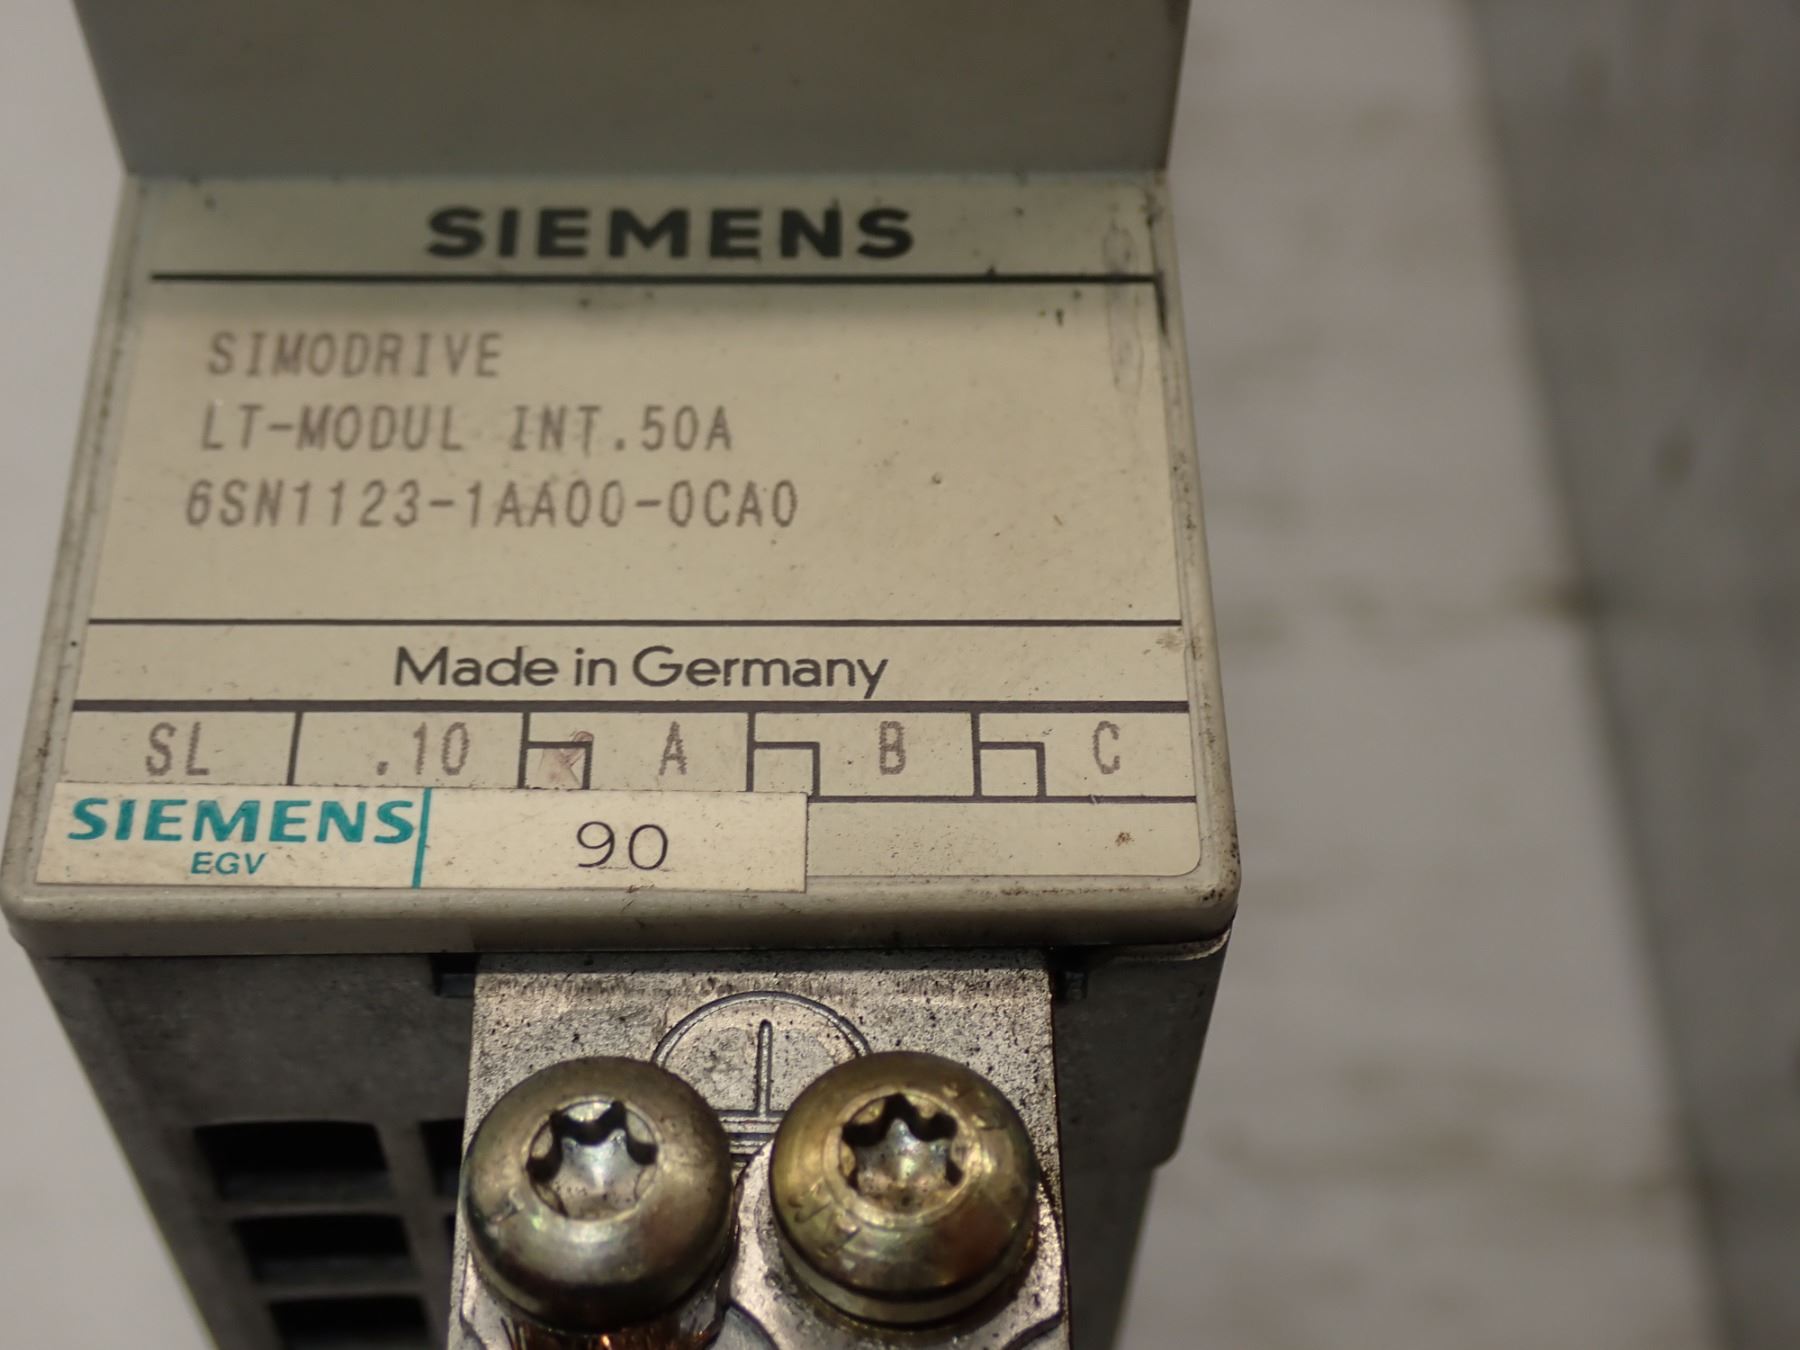 SIEMENS
SIMODRIVE
LT-MODUL INT.50A
6SN1123-1AA00-0CA0
Made in Germany
SL .10 A B C
SIEMENS 90
EGV